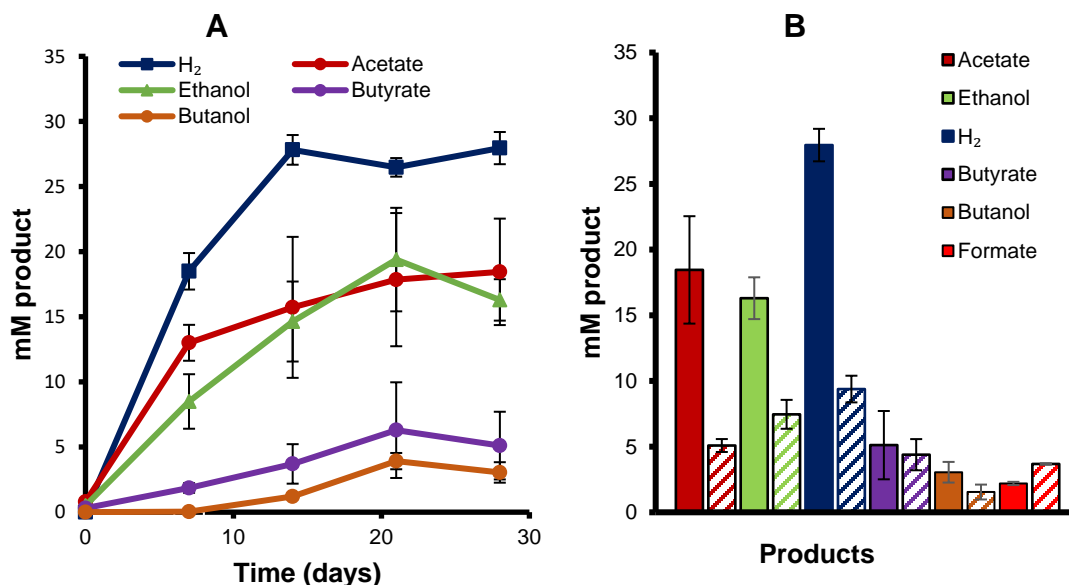 A
35
30
25
20
15
10
5
0
mM product
H₂
Acetate
Ethanol
Butyrate
Butanol
0
10
20
30
Time (days)
B
35
30
25
20
15
10
5
0
mM product
Acetate
Ethanol
H₂
Butyrate
Butanol
Formate
Products